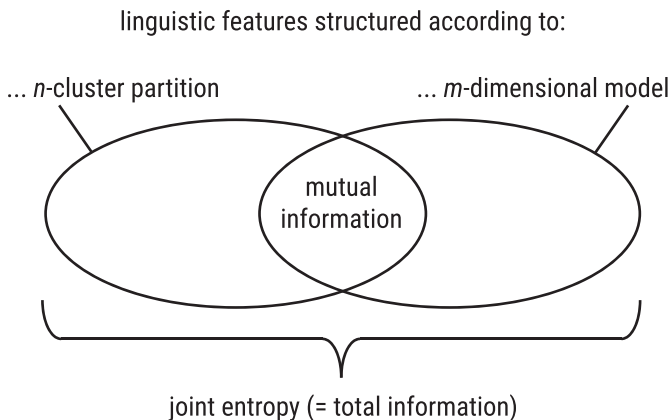 linguistic features structured according to:
... n-cluster partition
... m-dimensional model
mutual
information
joint entropy (= total information)